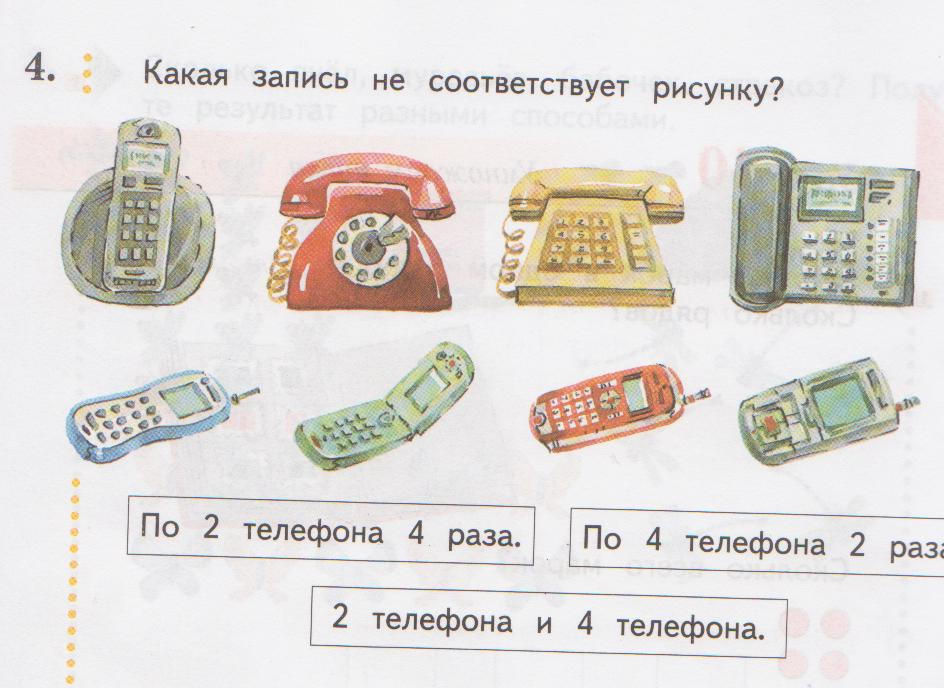 4. Какая запись не соответствует рисунку?
По 2 телефона 4 раза.
По 4 телефона 2 раза
2 телефона и 4 телефона.